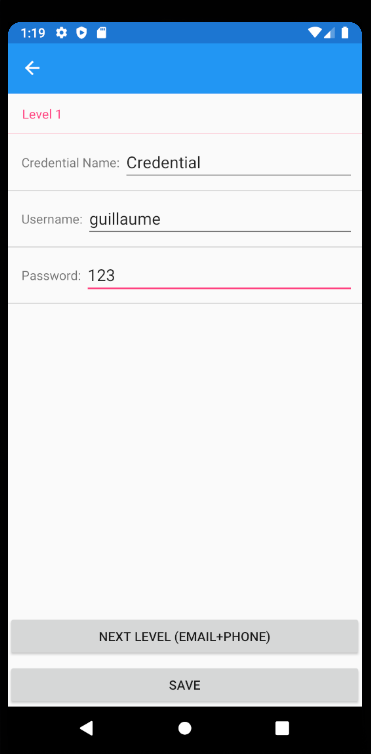 1:19
Level 1
Credential Name: Credential
Username: guillaume
Password: 123
NEXT LEVEL (EMAIL+PHONE)
SAVE